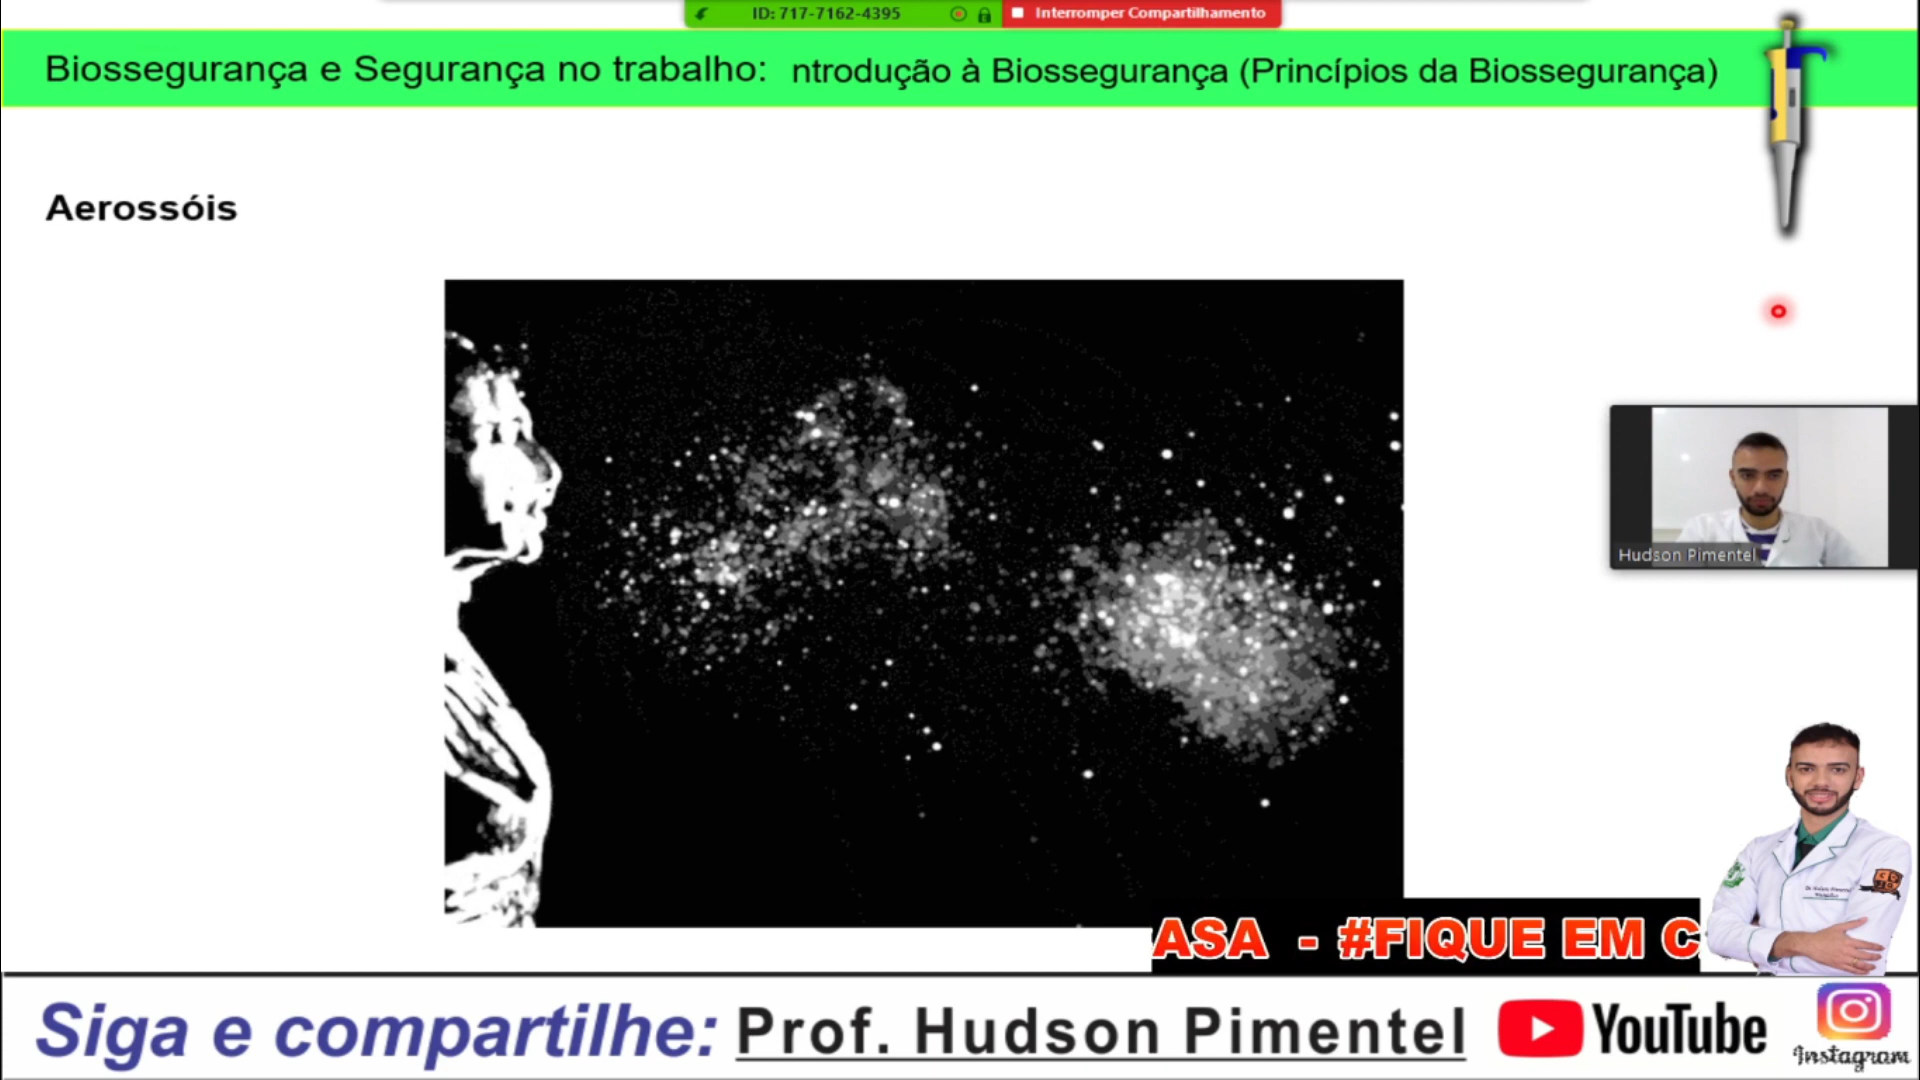 ID: 717-7162-4395
Interromper Compartilhamento
Biossegurança e Segurança no trabalho: ntrodução à Biossegurança (Princípios da Biossegurança)
Aerossóis
Hudson Pimentel
ASA - #FIQUE EM C
Siga e compartilhe: Prof. Hudson Pimentel
YouTube
Instagram